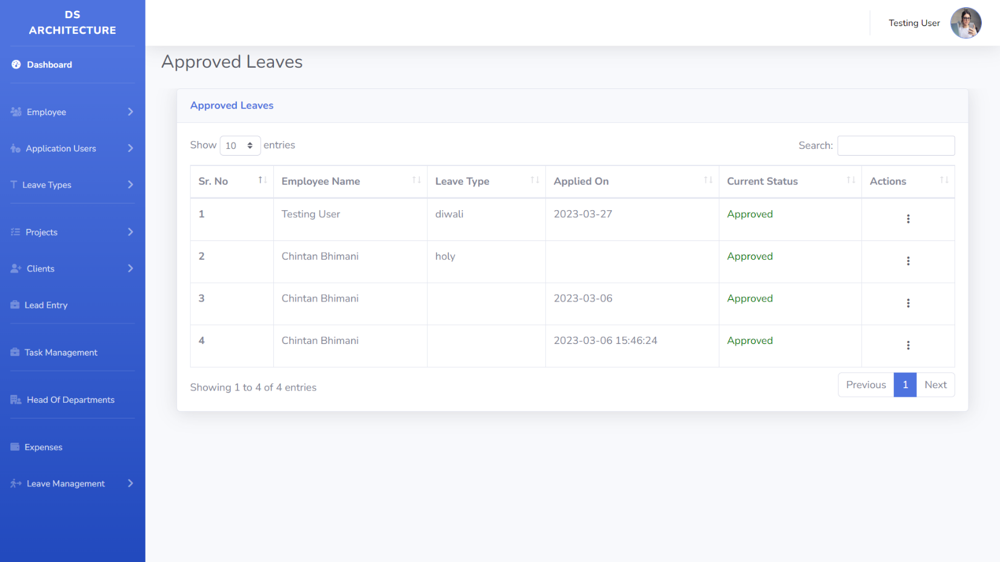 DS
ARCHITECTURE
Dashboard
Employee
Application Users
Leave Types
Projects
Clients
Lead Entry
Task Management
Head Of Departments
Expenses
Leave Management
Testing User
Approved Leaves
Approved Leaves
Show 10 entries
Search:
Sr. No Employee Name Leave Type Applied On Current Status Actions
1 Testing User diwali 2023-03-27 Approved
2 Chintan Bhimani holy Approved
3 Chintan Bhimani 2023-03-06 Approved
4 Chintan Bhimani 2023-03-06 15:46:24 Approved
Showing 1 to 4 of 4 entries
Previous 1 Next